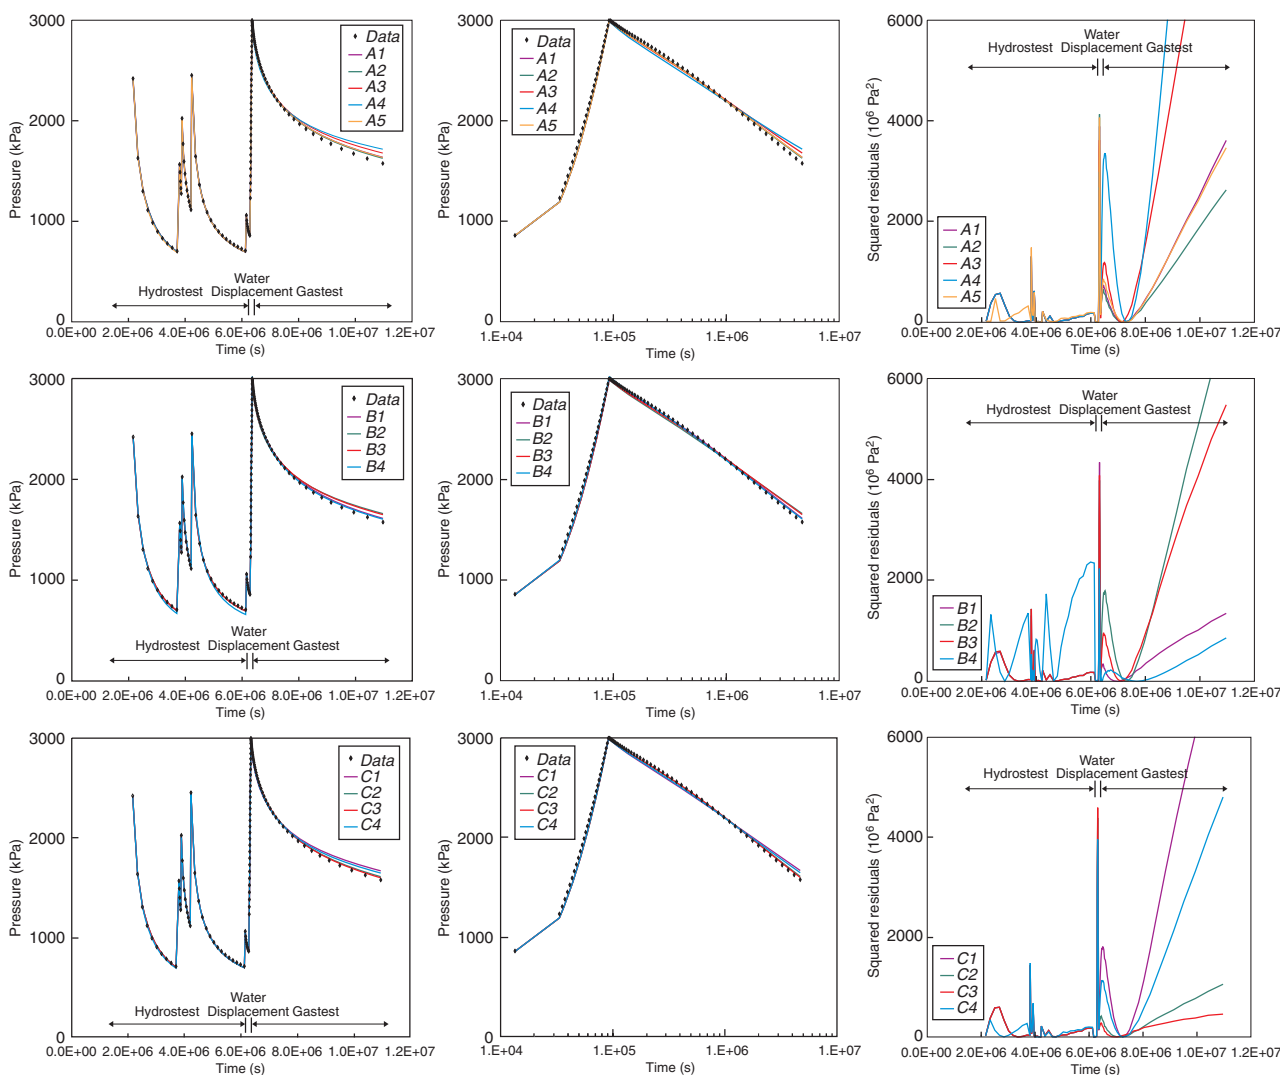 3000
2000
1000
0
Pressure (kPa)
Data
A1
A2
A3
A4
A5
Water
Hydrostest Displacement Gastest
0.0E+00 2.0E+06 4.0E+06 6.0E+06 8.0E+06 1.0E+07 1.2E+07
Time (s)
3000
2000
1000
0
Pressure (kPa)
Data
A1
A2
A3
A4
A5
1.E+04 1.E+05 1.E+06 1.E+07
Time (s)
6000
4000
2000
0
Squared residuals (10⁶ Pa²)
Water
Hydrostest Displacement Gastest
A1
A2
A3
A4
A5
0.0E+00 2.0E+06 4.0E+06 6.0E+06 8.0E+06 1.0E+07 1.2E+07
Time (s)
3000
2000
1000
0
Pressure (kPa)
Data
B1
B2
B3
B4
Water
Hydrostest Displacement Gastest
0.0E+00 2.0E+06 4.0E+06 6.0E+06 8.0E+06 1.0E+07 1.2E+07
Time (s)
3000
2000
1000
0
Pressure (kPa)
Data
B1
B2
B3
B4
1.E+04 1.E+05 1.E+06 1.E+07
Time (s)
6000
4000
2000
0
Squared residuals (10⁶ Pa²)
Water
Hydrostest Displacement Gastest
B1
B2
B3
B4
0.0E+00 2.0E+06 4.0E+06 6.0E+06 8.0E+06 1.0E+07 1.2E+07
Time (s)
3000
2000
1000
0
Pressure (kPa)
Data
C1
C2
C3
C4
Water
Hydrostest Displacement Gastest
0.0E+00 2.0E+06 4.0E+06 6.0E+06 8.0E+06 1.0E+07 1.2E+07
Time (s)
3000
2000
1000
0
Pressure (kPa)
Data
C1
C2
C3
C4
1.E+04 1.E+05 1.E+06 1.E+07
Time (s)
6000
4000
2000
0
Squared residuals (10⁶ Pa²)
Water
Hydrostest Displacement Gastest
C1
C2
C3
C4
0.0E+00 2.0E+06 4.0E+06 6.0E+06 8.0E+06 1.0E+07 1.2E+07
Time (s)